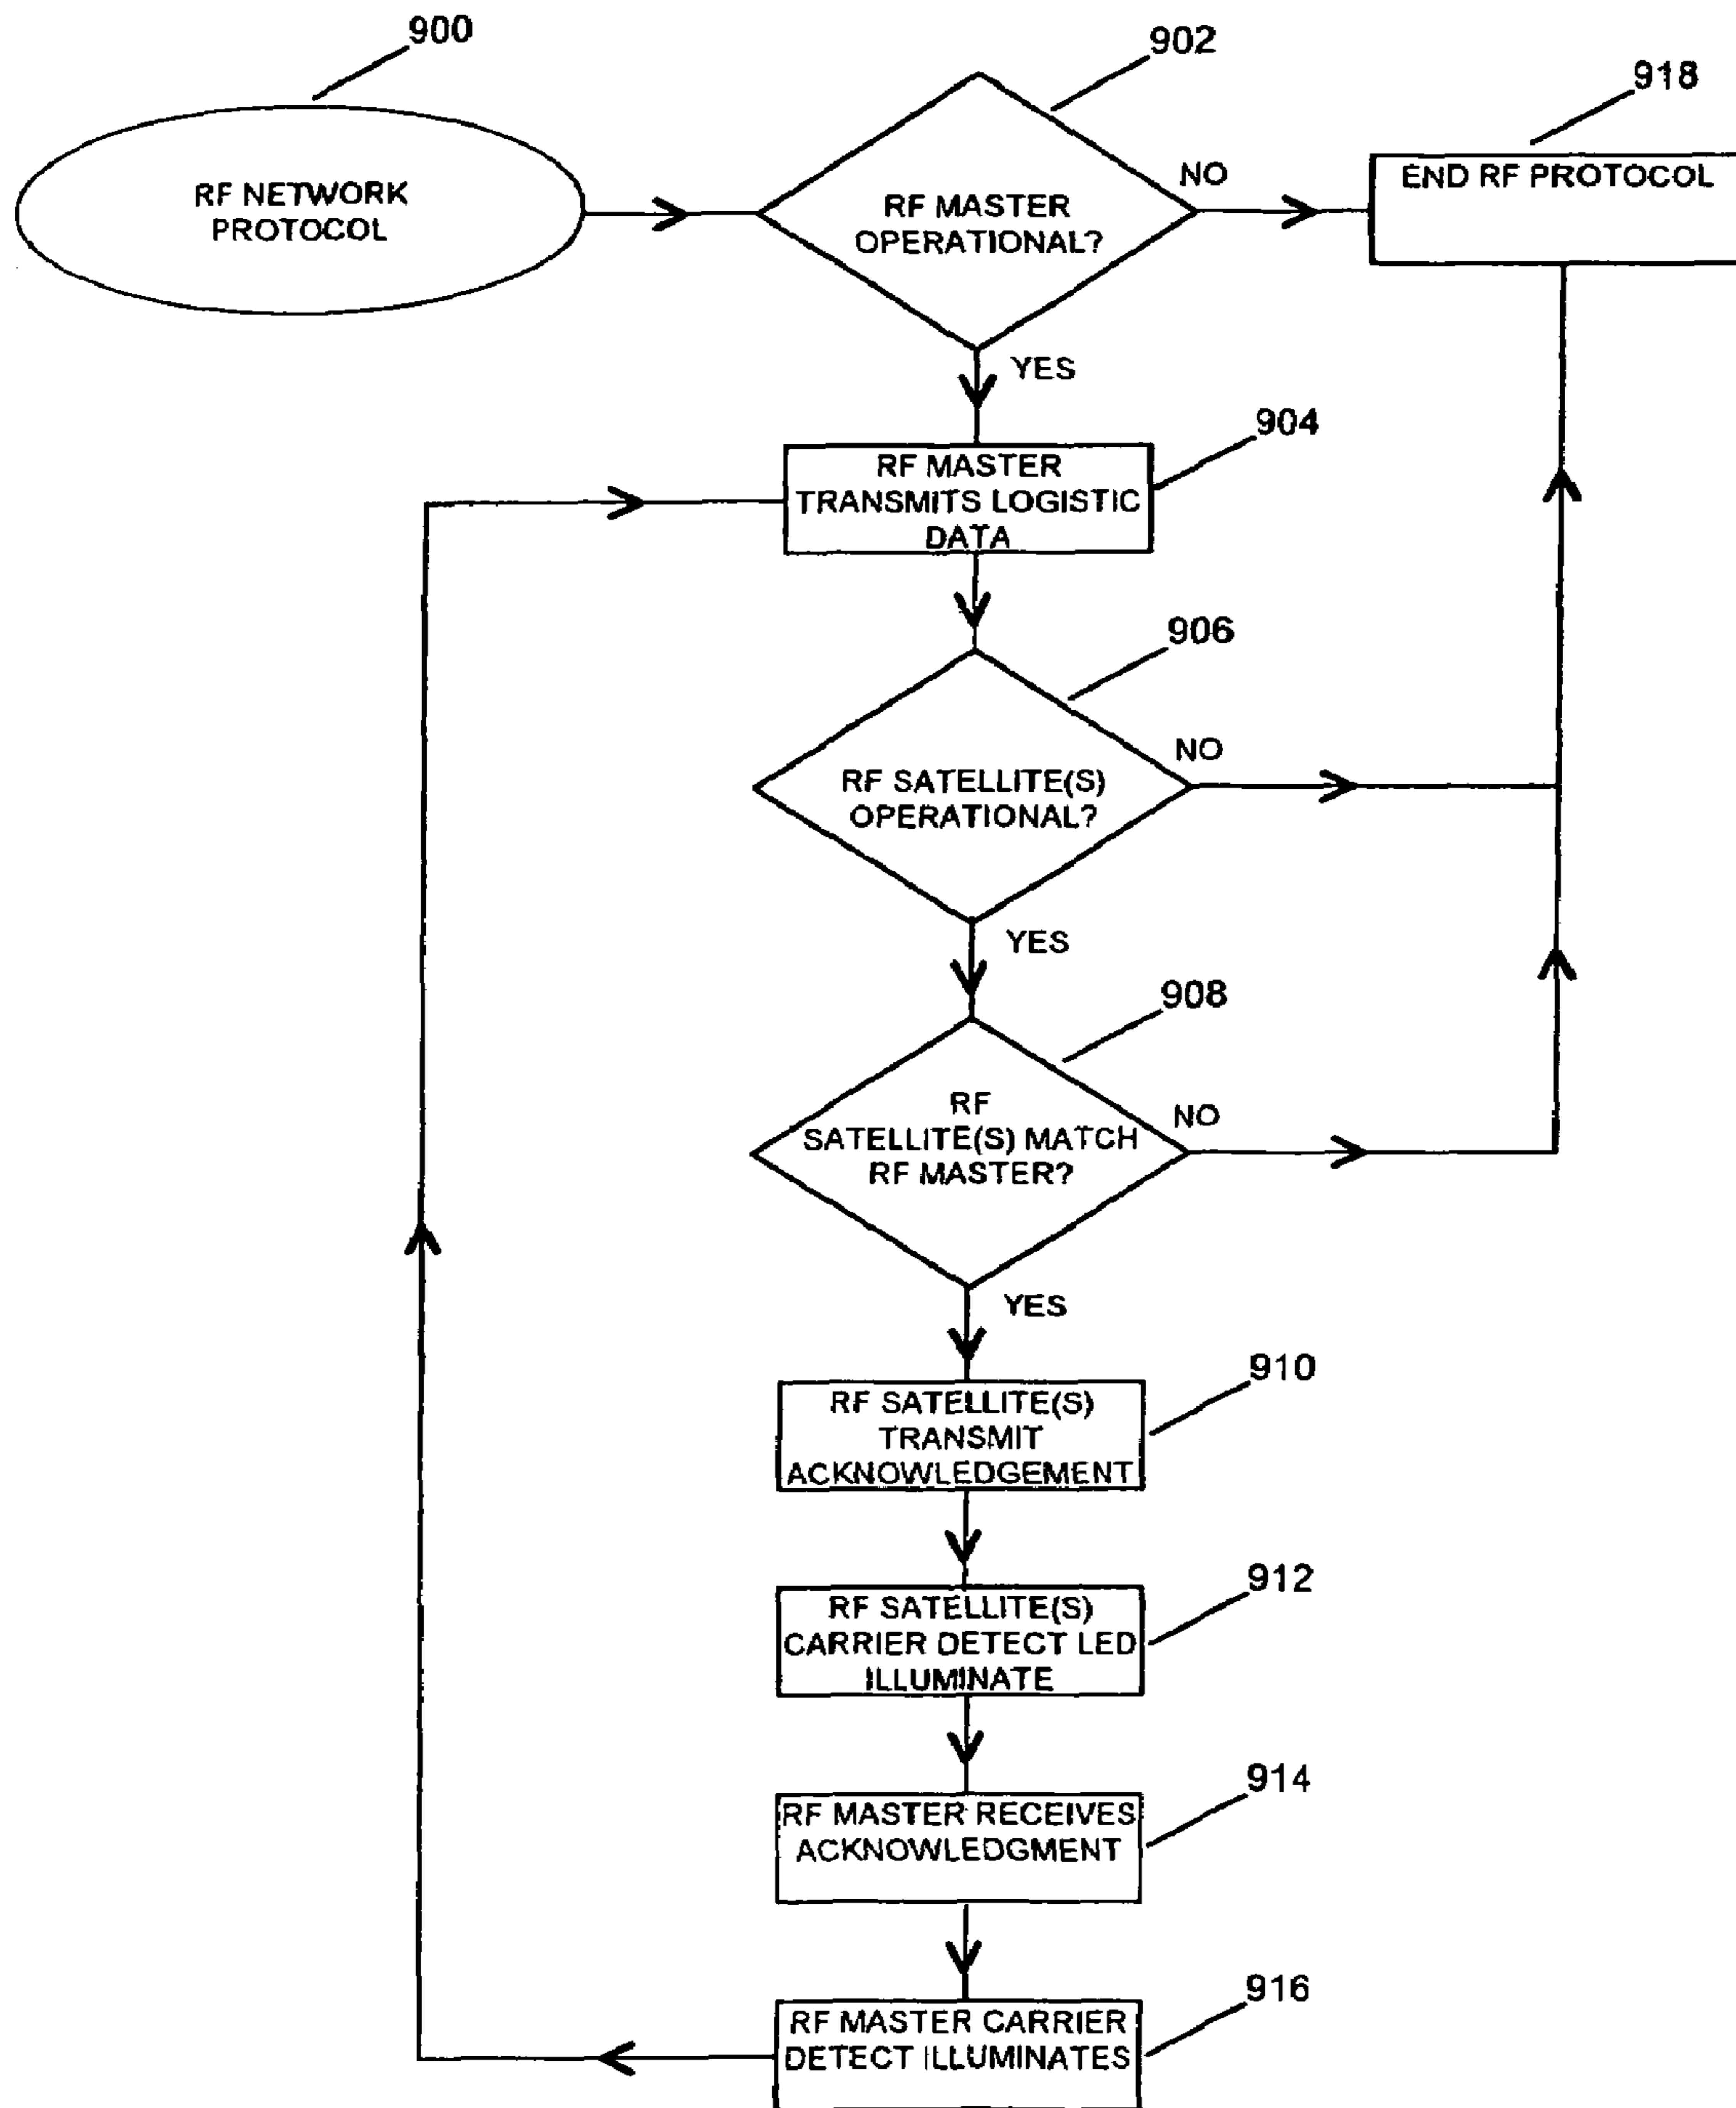 900
RF NETWORK
PROTOCOL
902
RF MASTER
OPERATIONAL?
NO
918
END RF PROTOCOL
YES
904
RF MASTER
TRANSMITS LOGISTIC
DATA
906
RF SATELLITE(S)
OPERATIONAL?
NO
YES
908
RF
SATELLITE(S) MATCH
RF MASTER?
NO
YES
910
RF SATELLITE(S)
TRANSMIT
ACKNOWLEDGEMENT
912
RF SATELLITE(S)
CARRIER DETECT LED
ILLUMINATE
914
RF MASTER RECEIVES
ACKNOWLEDGMENT
916
RF MASTER CARRIER
DETECT ILLUMINATES